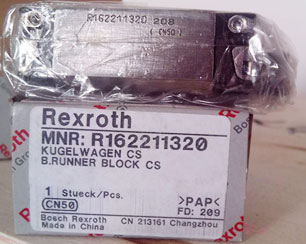 R162211320 208
(CN50)
Rexroth
MNR: R162211320
KUGELWAGEN CS
B.RUNNER BLOCK CS
1 Stueck/Pcs.
CN50
>PAP<
FD: 209
Bosch Rexroth CN 213161 Changzhou
Made in China